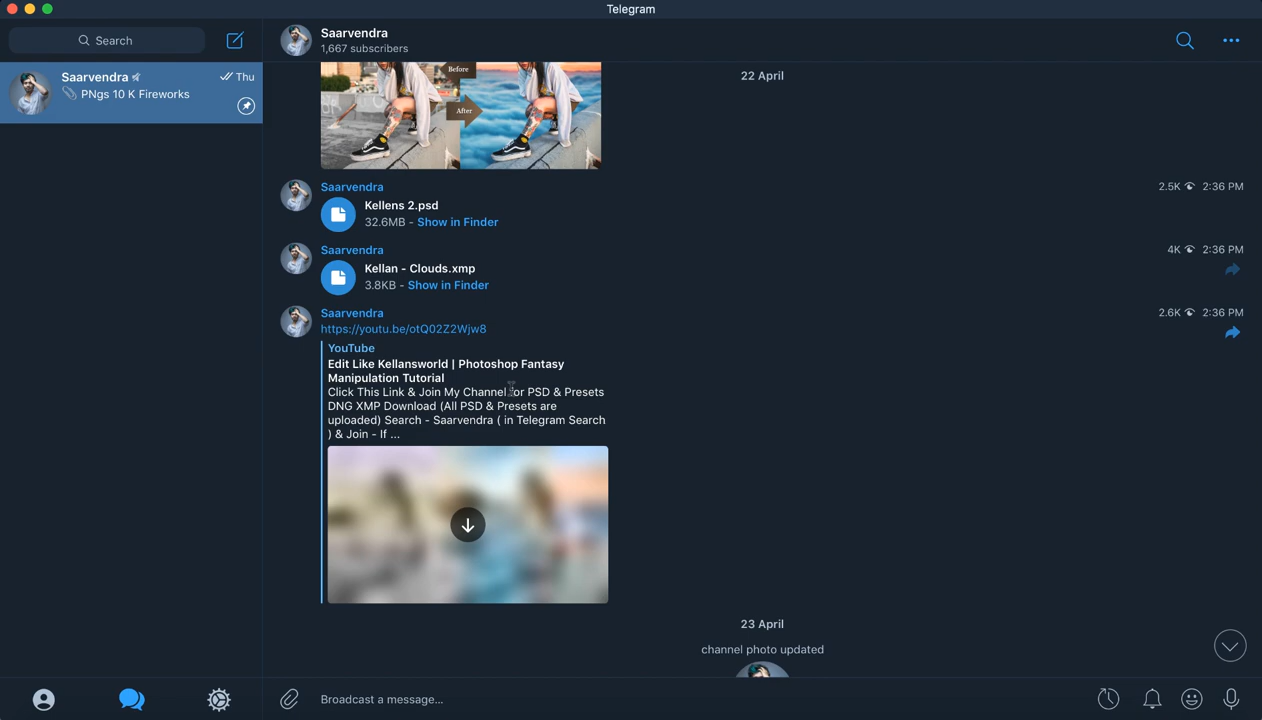 Telegram
Search
Saarvendra
Thu
PNgs 10 K Fireworks
Saarvendra
1,667 subscribers
22 April
Before
After
Saarvendra
2.5K 2:36 PM
Kellens 2.psd
32.6MB - Show in Finder
Saarvendra
4K 2:36 PM
Kellan - Clouds.xmp
3.8KB - Show in Finder
Saarvendra
2.6K 2:36 PM
https://youtu.be/otQ02Z2Wjw8
YouTube
Edit Like Kellansworld | Photoshop Fantasy
Manipulation Tutorial
Click This Link & Join My Channel or PSD & Presets
DNG XMP Download (All PSD & Presets are
uploaded) Search - Saarvendra ( in Telegram Search
) & Join - If ...
23 April
channel photo updated
Broadcast a message...